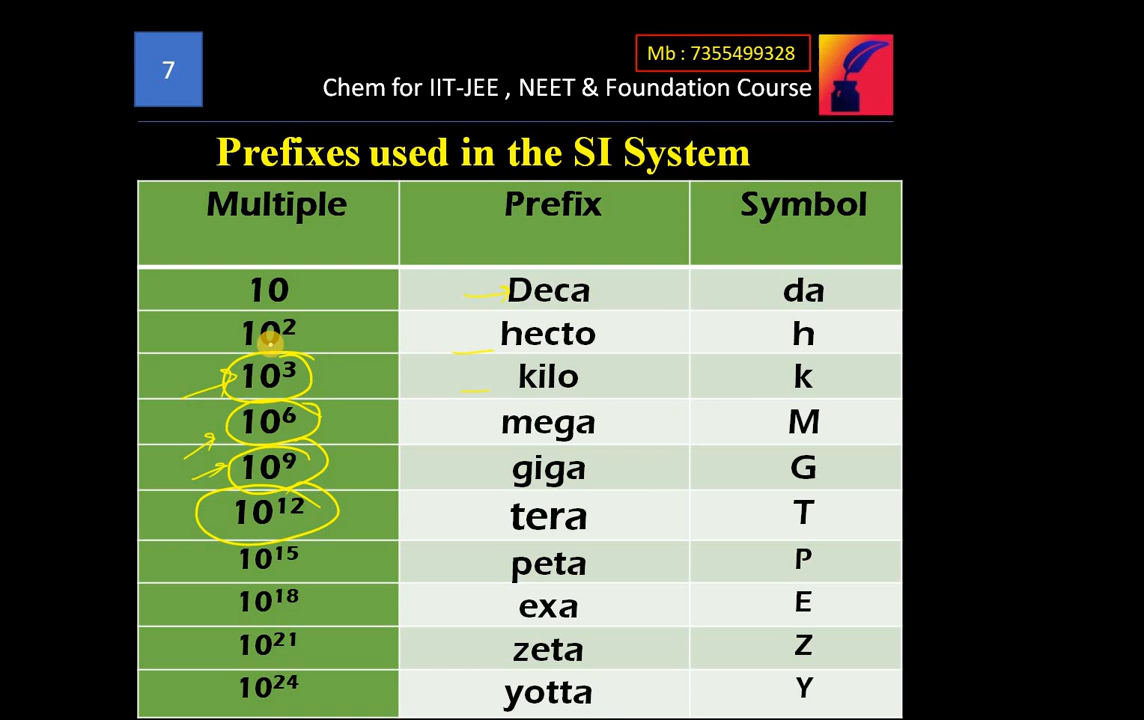 7
Mb : 7355499328
Chem for IIT-JEE , NEET & Foundation Course
Prefixes used in the SI System
Multiple Prefix Symbol
10 Deca da
10² hecto h
10³ kilo k
10⁶ mega M
10⁹ giga G
10¹² tera T
10¹⁵ peta P
10¹⁸ exa E
10²¹ zeta Z
10²⁴ yotta Y